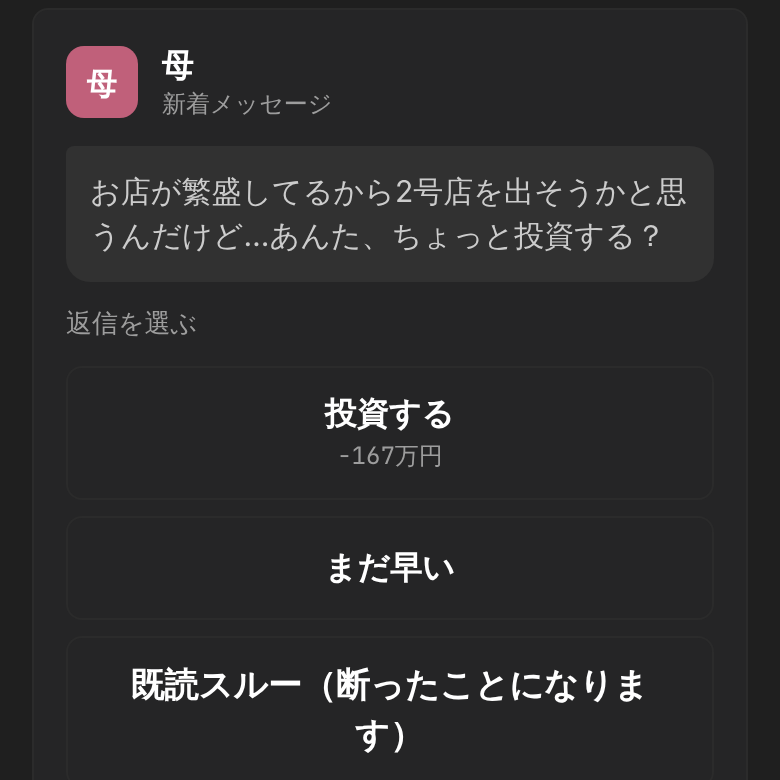 母
母
新着メッセージ
お店が繁盛してるから2号店を出そうかと思
うんだけど…あんた、ちょっと投資する？
返信を選ぶ
投資する
-167万円
まだ早い
既読スルー（断ったことになりま
す）